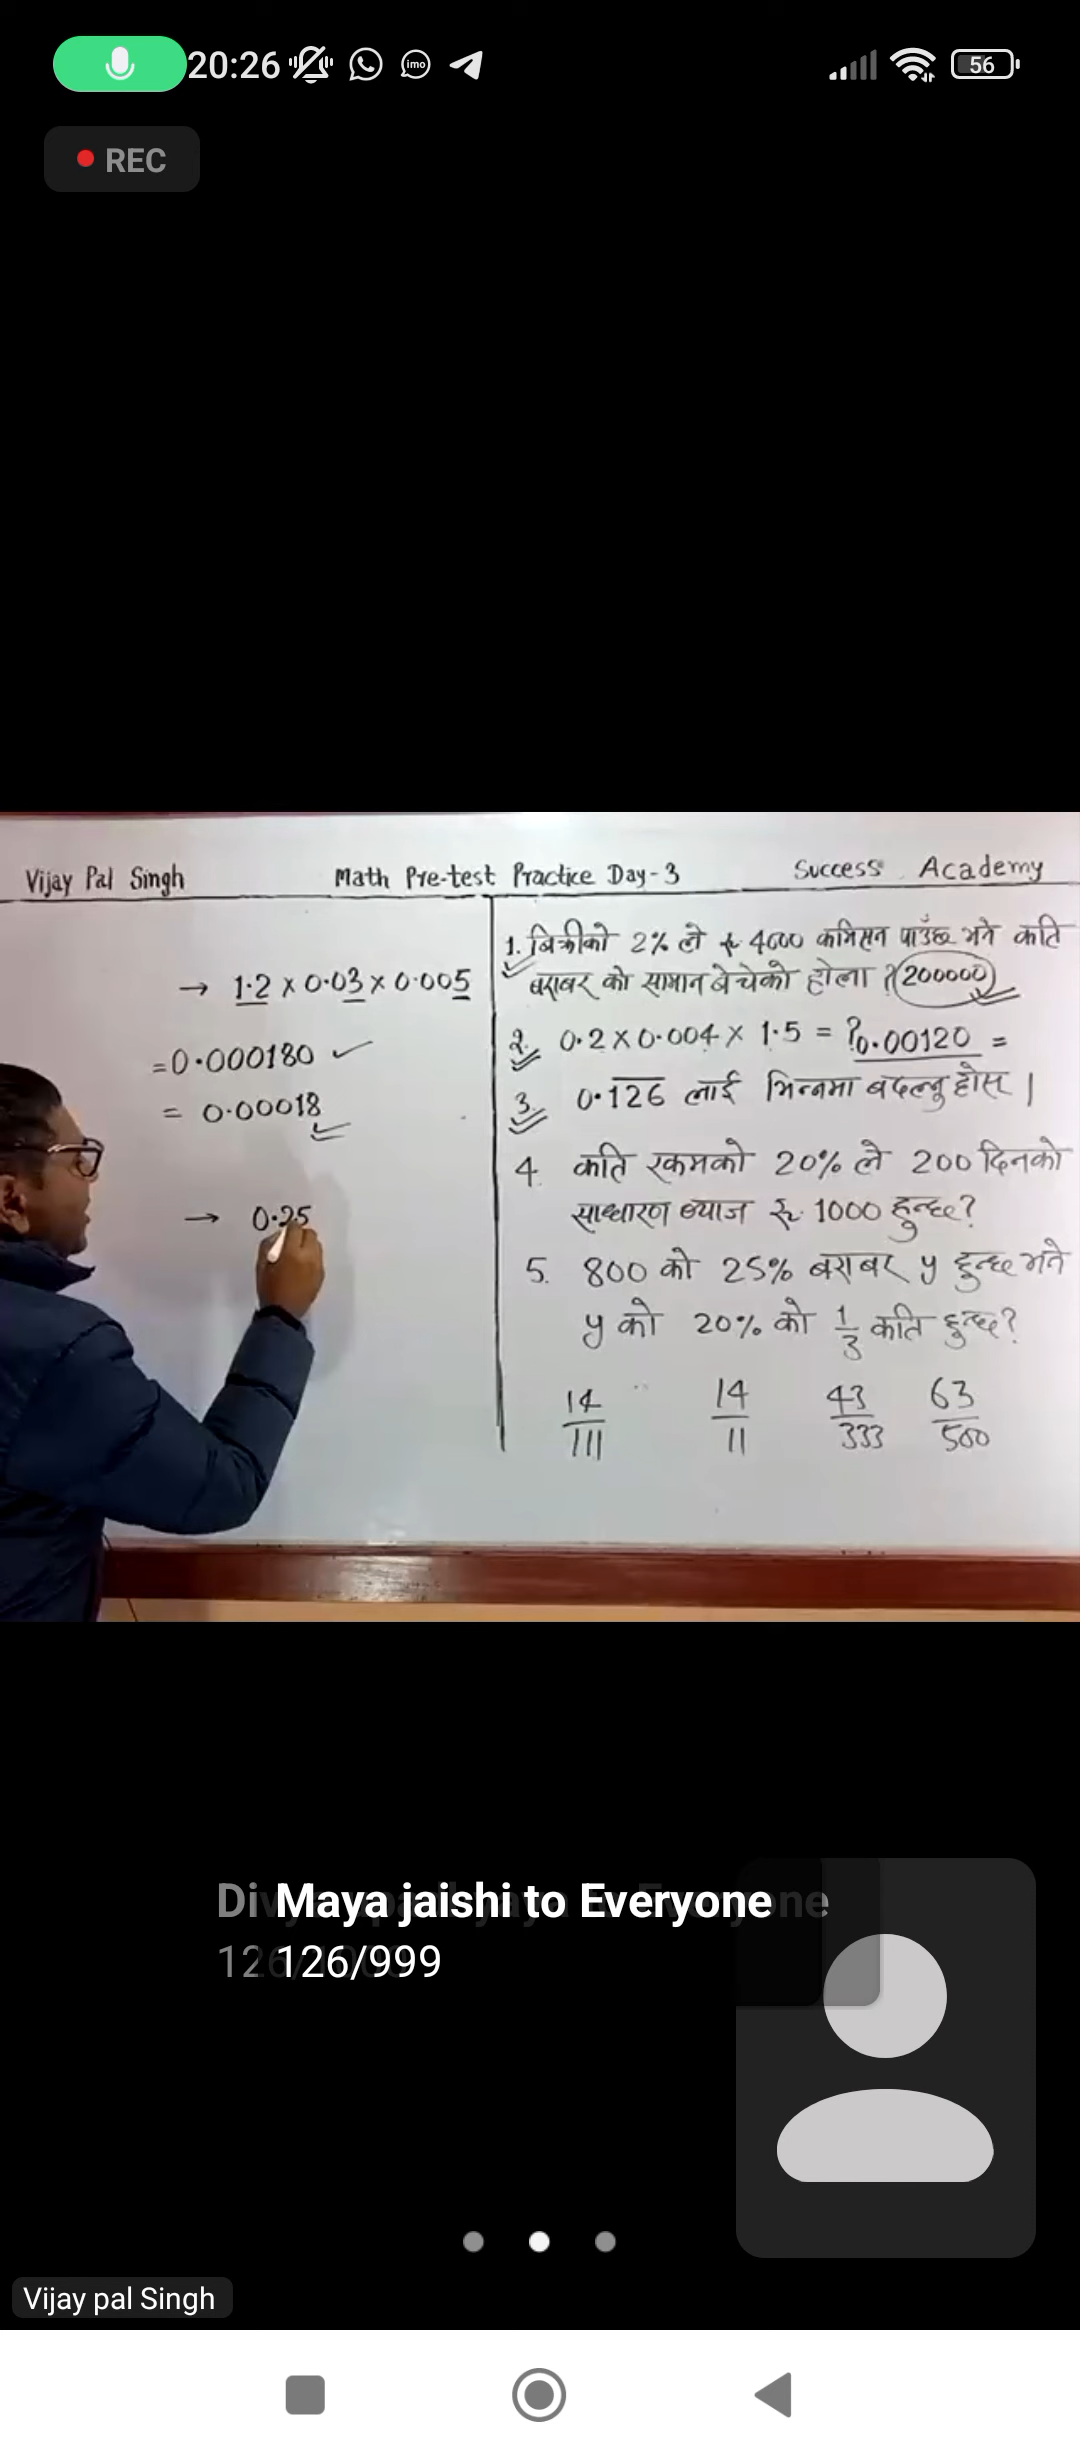 20:26
imo
56
REC
Vijay Pal Singh Math Pre-test Practice Day-3 Success Academy
→ 1.2 × 0.03 × 0.005
= 0.000180 ✓
= 0.00018
→ 0.25
1. बिक्रीको 2% ले रु 4000 कमिसन पाउँछ भने कति
बराबर को सामान बेचेको होला ? 200000
2. 0.2 × 0.004 × 1.5 = ? 0.00120 =
3. 0.1̅2̅6̅ लाई भिन्नमा बदल्नु होस् |
4. कति रकमको 20% ले 200 दिनको
साधारण ब्याज रु. 1000 हुन्छ?
5. 800 को 25% बराबर y हुन्छ भने
y को 20% को 1/3 कति हुन्छ?
14/111 14/11 43/333 63/500
Maya jaishi to Everyone
126/999
Vijay pal Singh